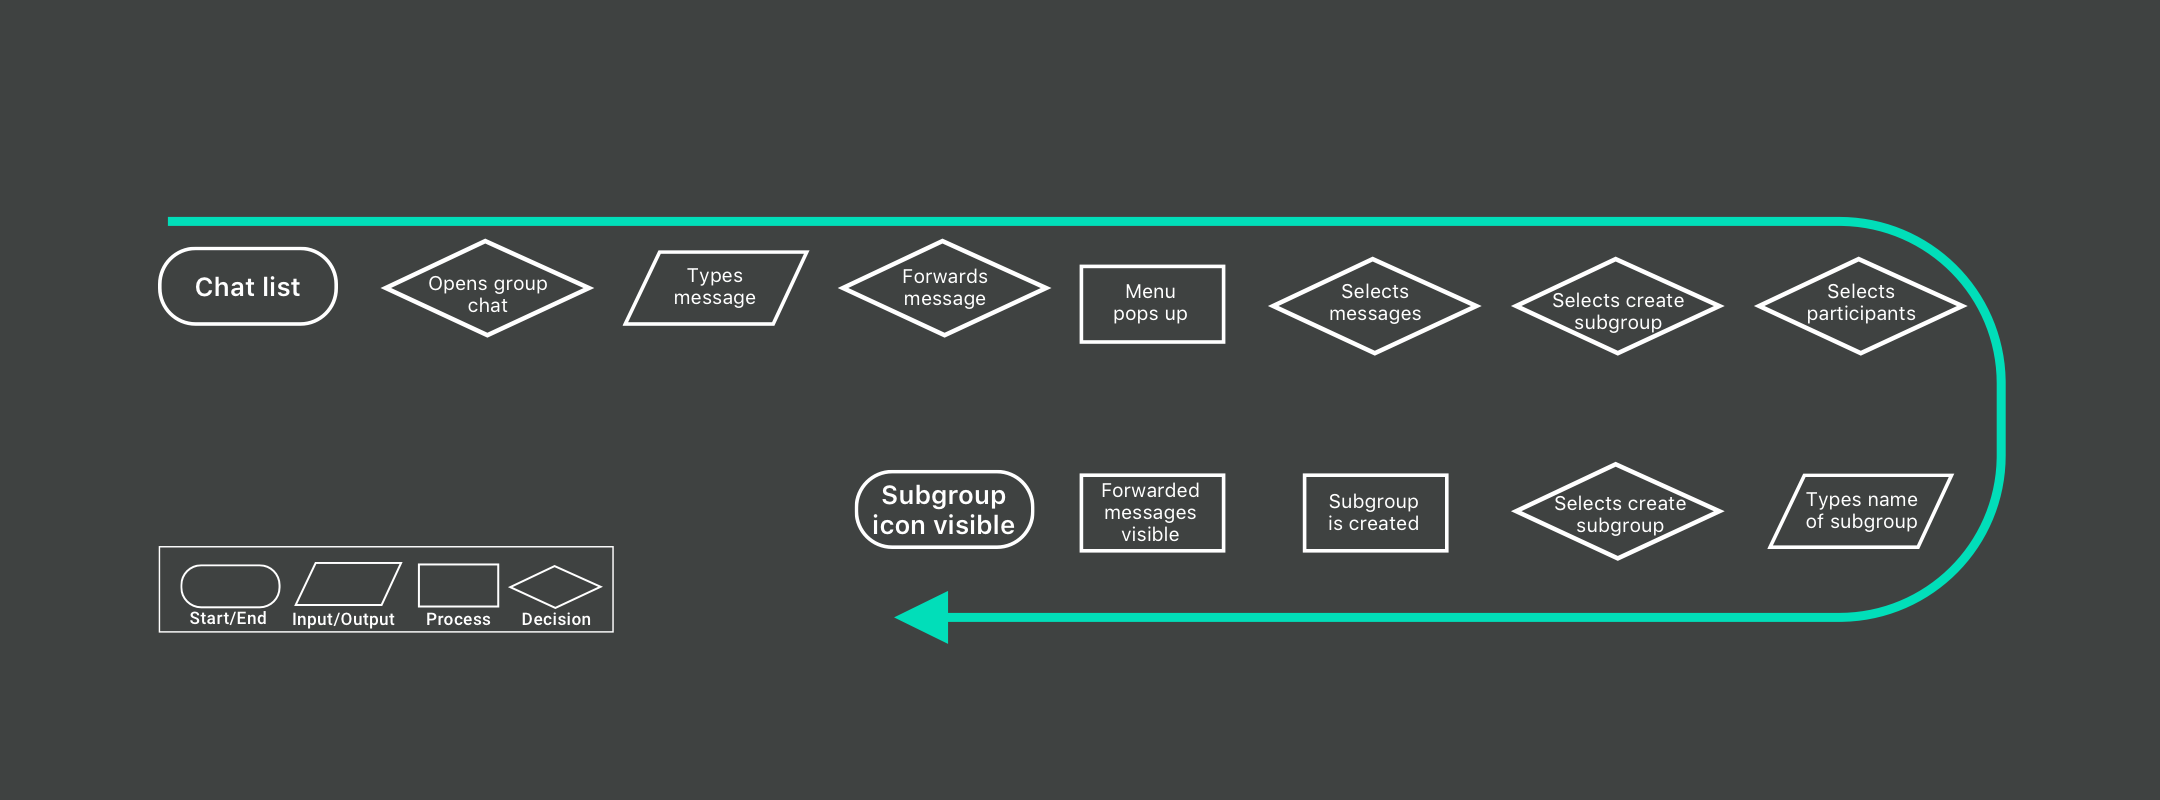 Chat list
Opens group
chat
Types
message
Forwards
message
Menu
pops up
Selects
messages
Selects create
subgroup
Selects
participants
Types name
of subgroup
Selects create
subgroup
Subgroup
is created
Forwarded
messages
visible
Subgroup
icon visible
Start/End
Input/Output
Process
Decision